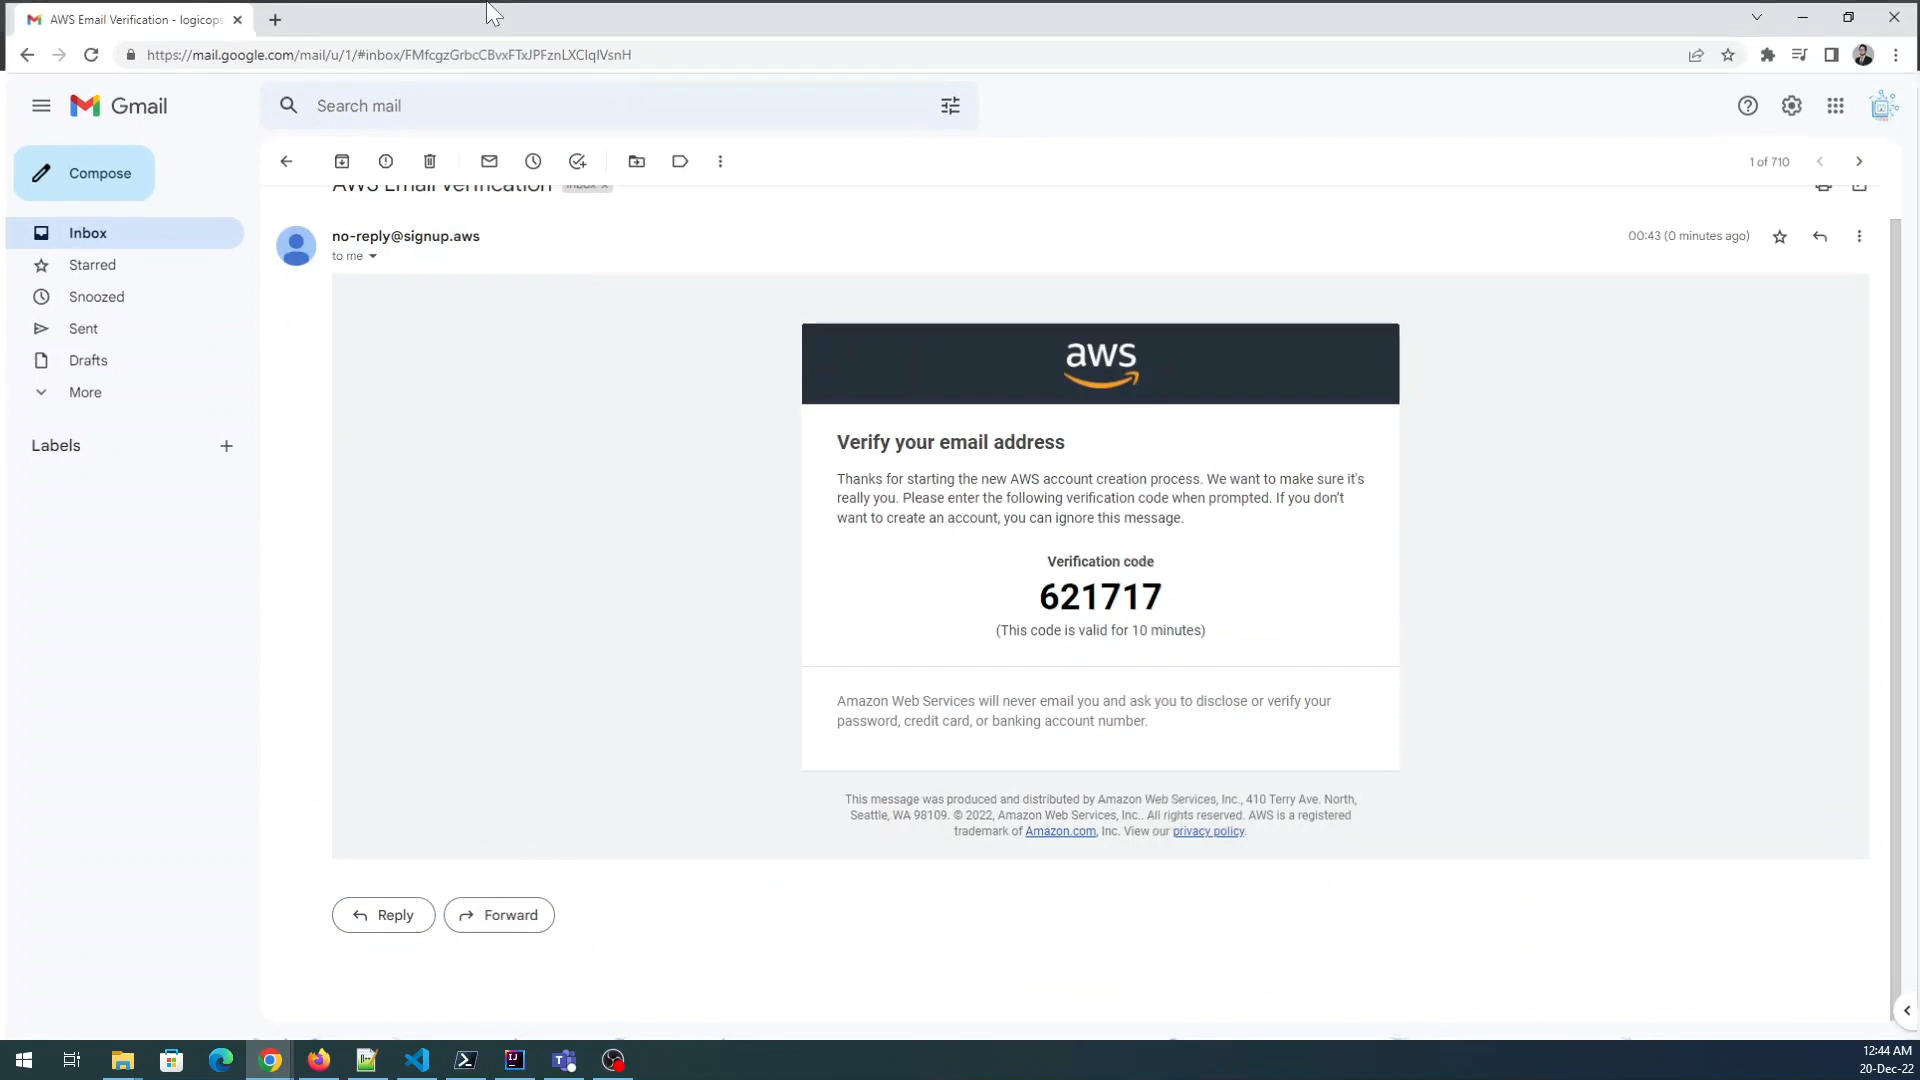 AWS Email Verification - logicops
https://mail.google.com/mail/u/1/#inbox/FMfcgzGrbcCBvxFTxJPFznLXClqlVsnH
Gmail
Search mail
Compose
1 of 710
AWS Email Verification
Inbox x
Inbox
no-reply@signup.aws
00:43 (0 minutes ago)
to me
Starred
Snoozed
Sent
Drafts
More
Labels
aws
Verify your email address
Thanks for starting the new AWS account creation process. We want to make sure it's
really you. Please enter the following verification code when prompted. If you don't
want to create an account, you can ignore this message.
Verification code
621717
(This code is valid for 10 minutes)
Amazon Web Services will never email you and ask you to disclose or verify your
password, credit card, or banking account number.
This message was produced and distributed by Amazon Web Services, Inc., 410 Terry Ave. North,
Seattle, WA 98109. © 2022, Amazon Web Services, Inc.. All rights reserved. AWS is a registered
trademark of Amazon.com, Inc. View our privacy policy.
Reply
Forward
12:44 AM
20-Dec-22